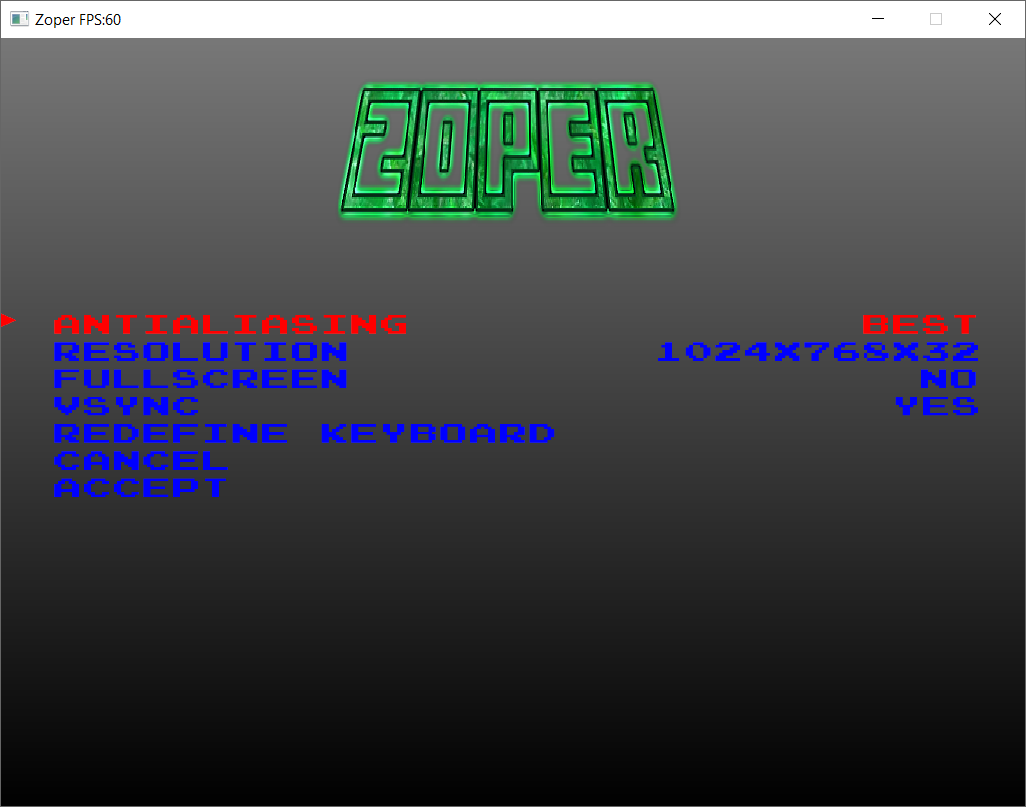 Zoper FPS:60
ZOPER
ANTIALIASING BEST
RESOLUTION 1024X768X32
FULLSCREEN NO
VSYNC YES
REDEFINE KEYBOARD
CANCEL
ACCEPT